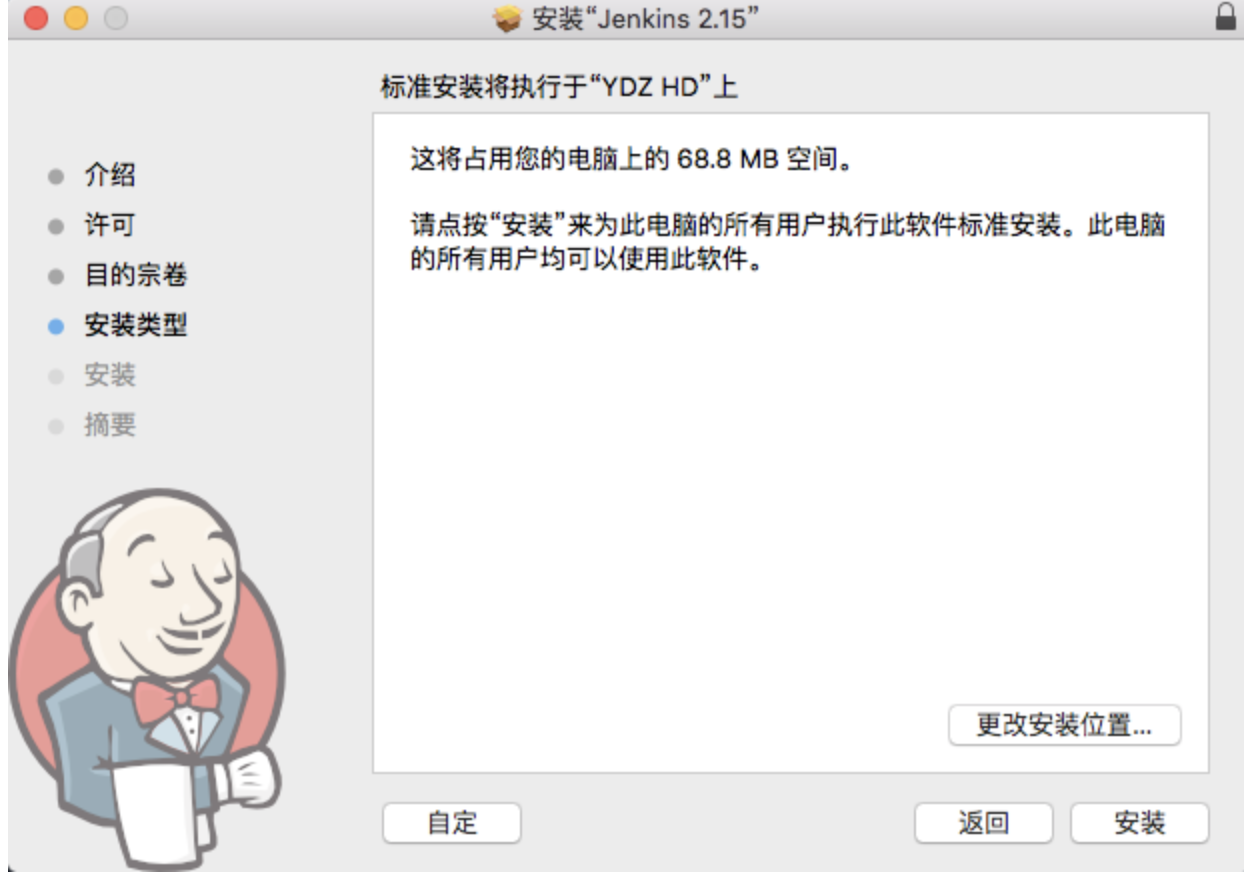 安装“Jenkins 2.15”
标准安装将执行于“YDZ HD”上
介绍
许可
目的宗卷
安装类型
安装
摘要
这将占用您的电脑上的 68.8 MB 空间。
请点按“安装”来为此电脑的所有用户执行此软件标准安装。此电脑
的所有用户均可以使用此软件。
更改安装位置...
自定
返回
安装